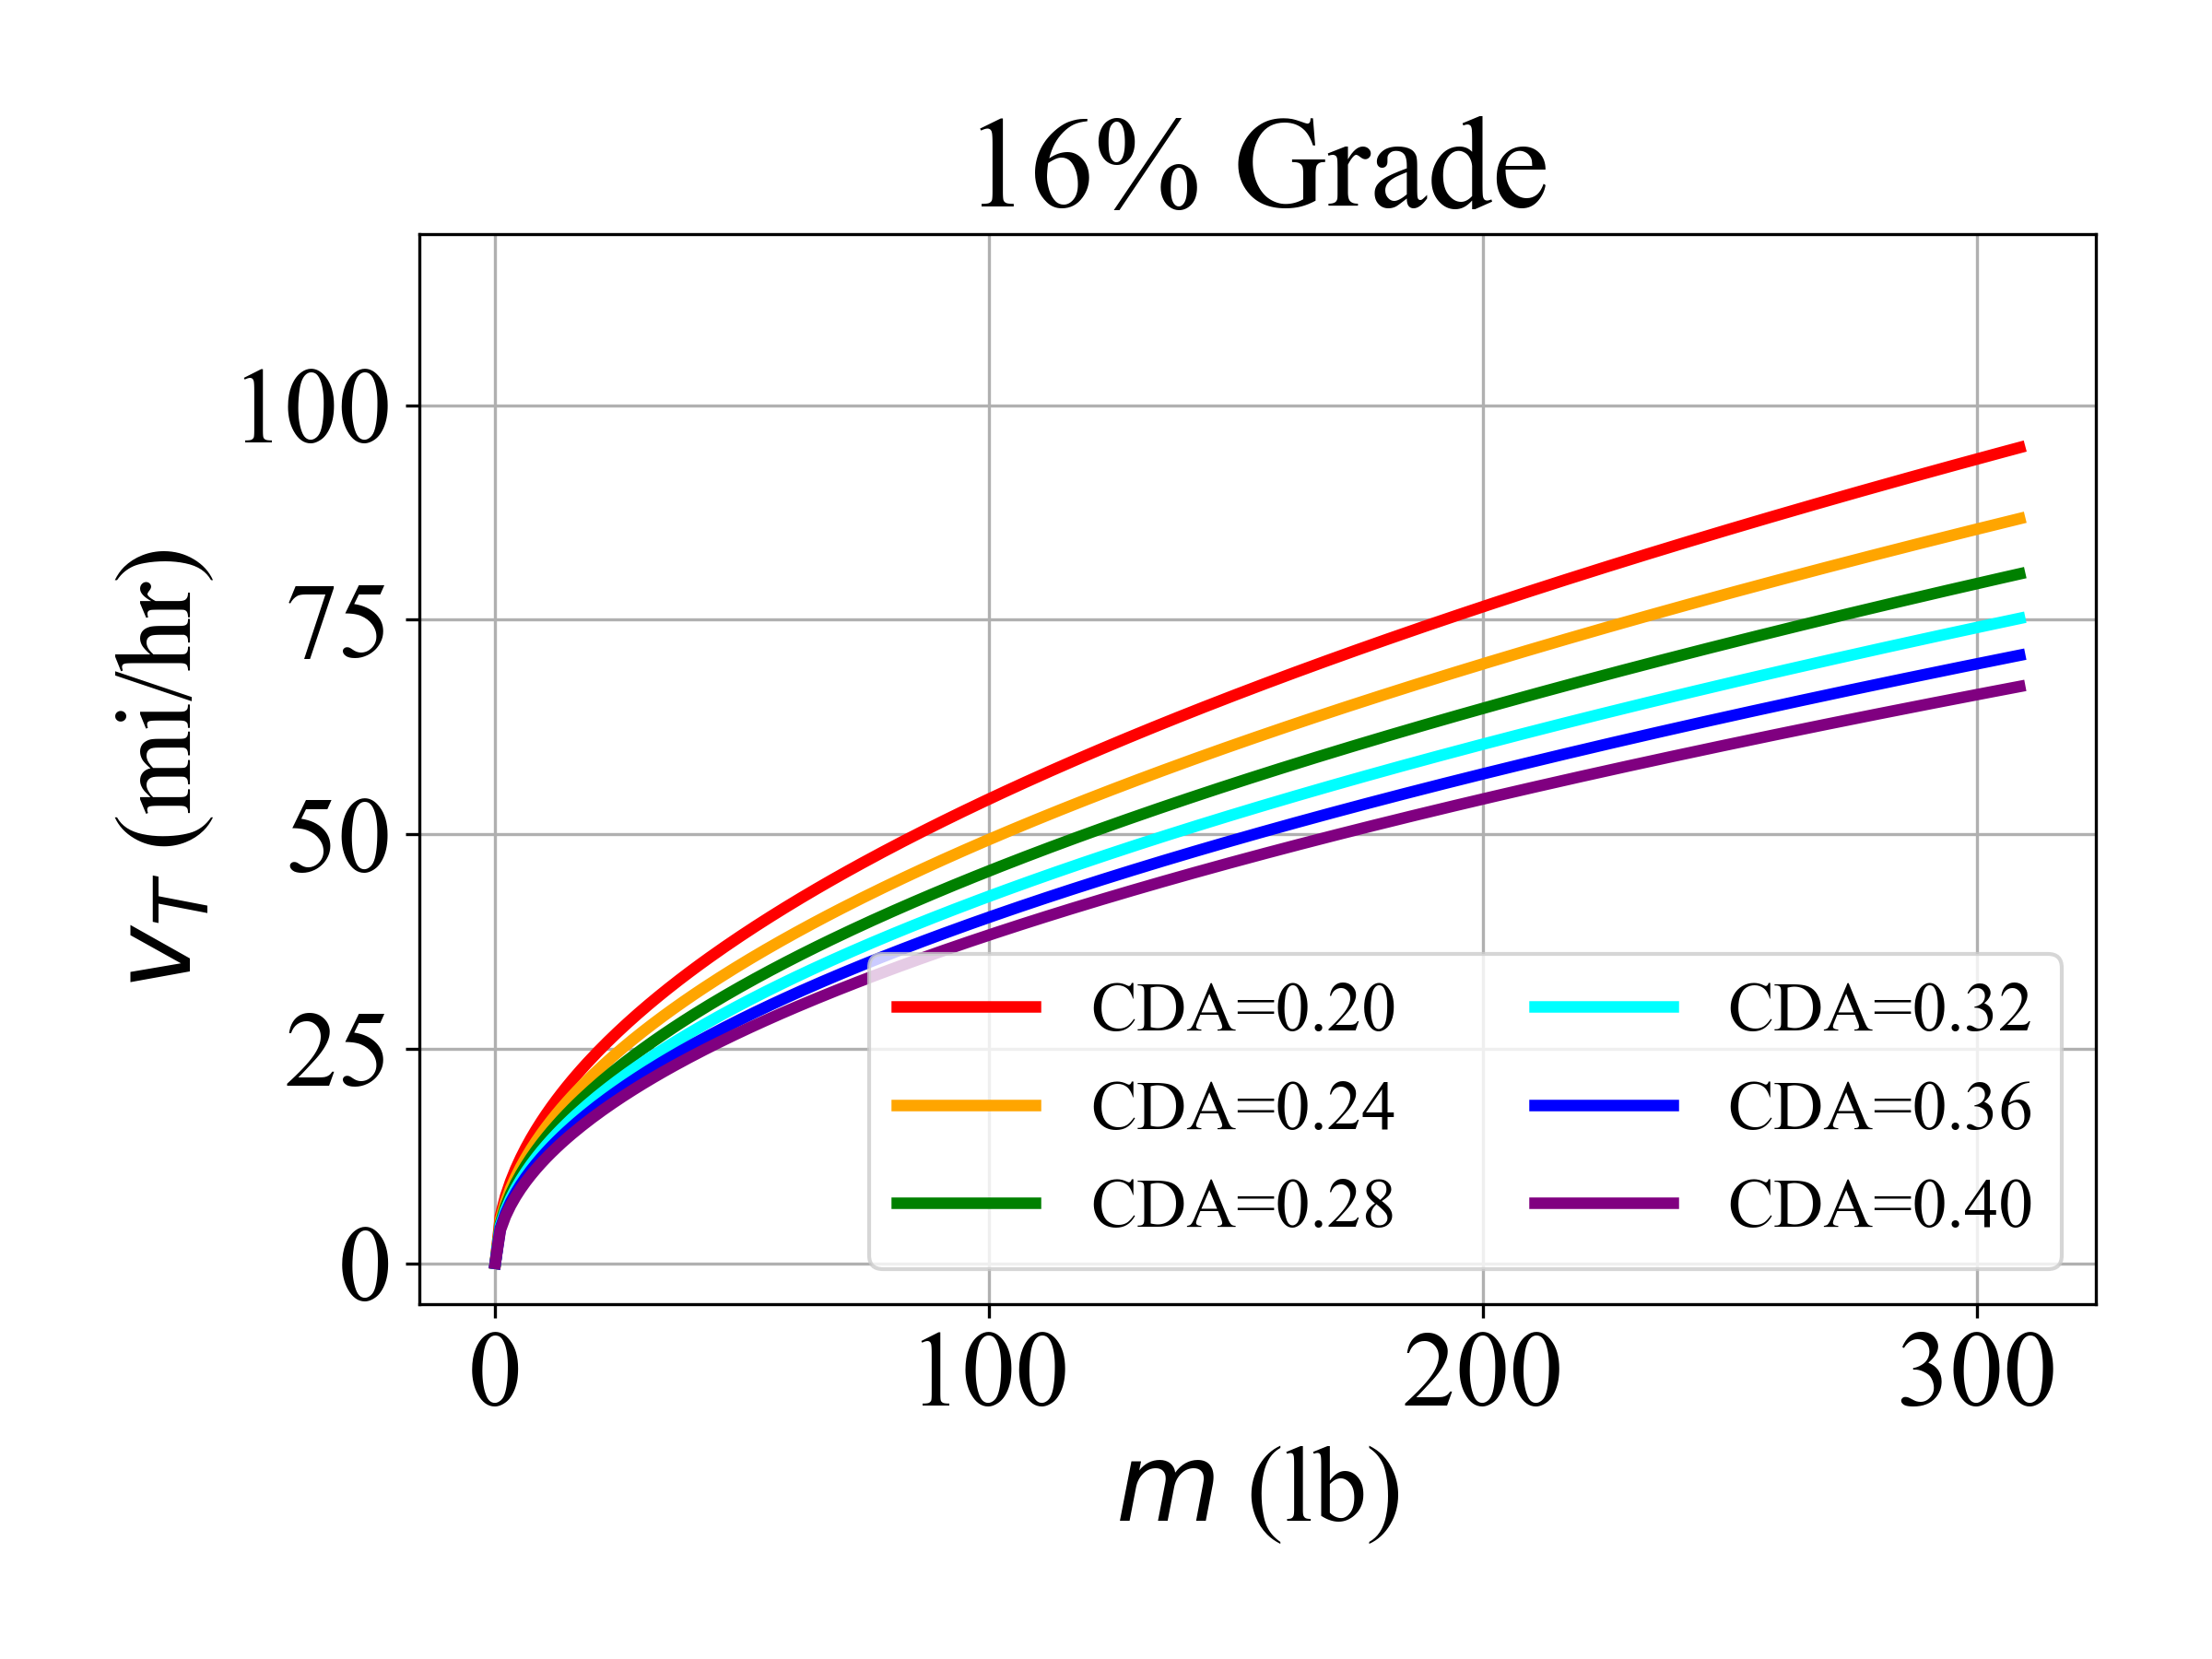 16% Grade
100
75
50
25
0
v_T (mi/hr)
CDA=0.20 CDA=0.32
CDA=0.24 CDA=0.36
CDA=0.28 CDA=0.40
0 100 200 300
m (lb)